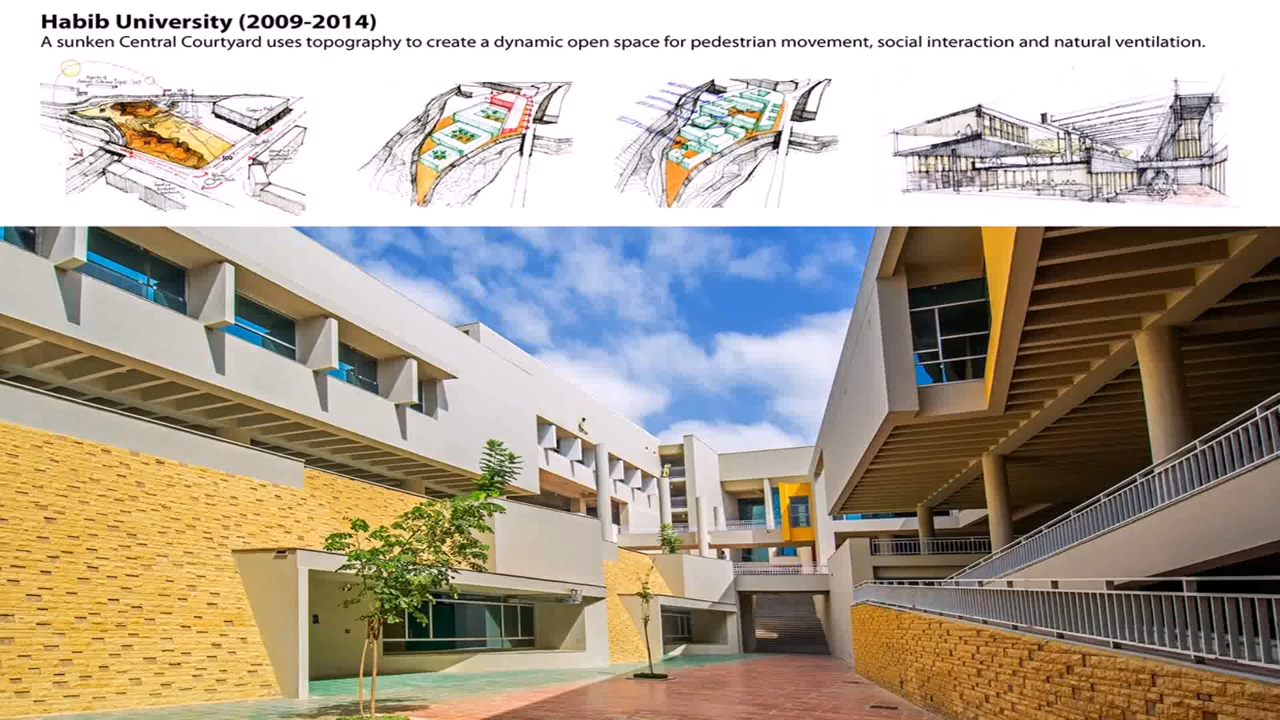 Habib University (2009-2014)
A sunken Central Courtyard uses topography to create a dynamic open space for pedestrian movement, social interaction and natural ventilation.